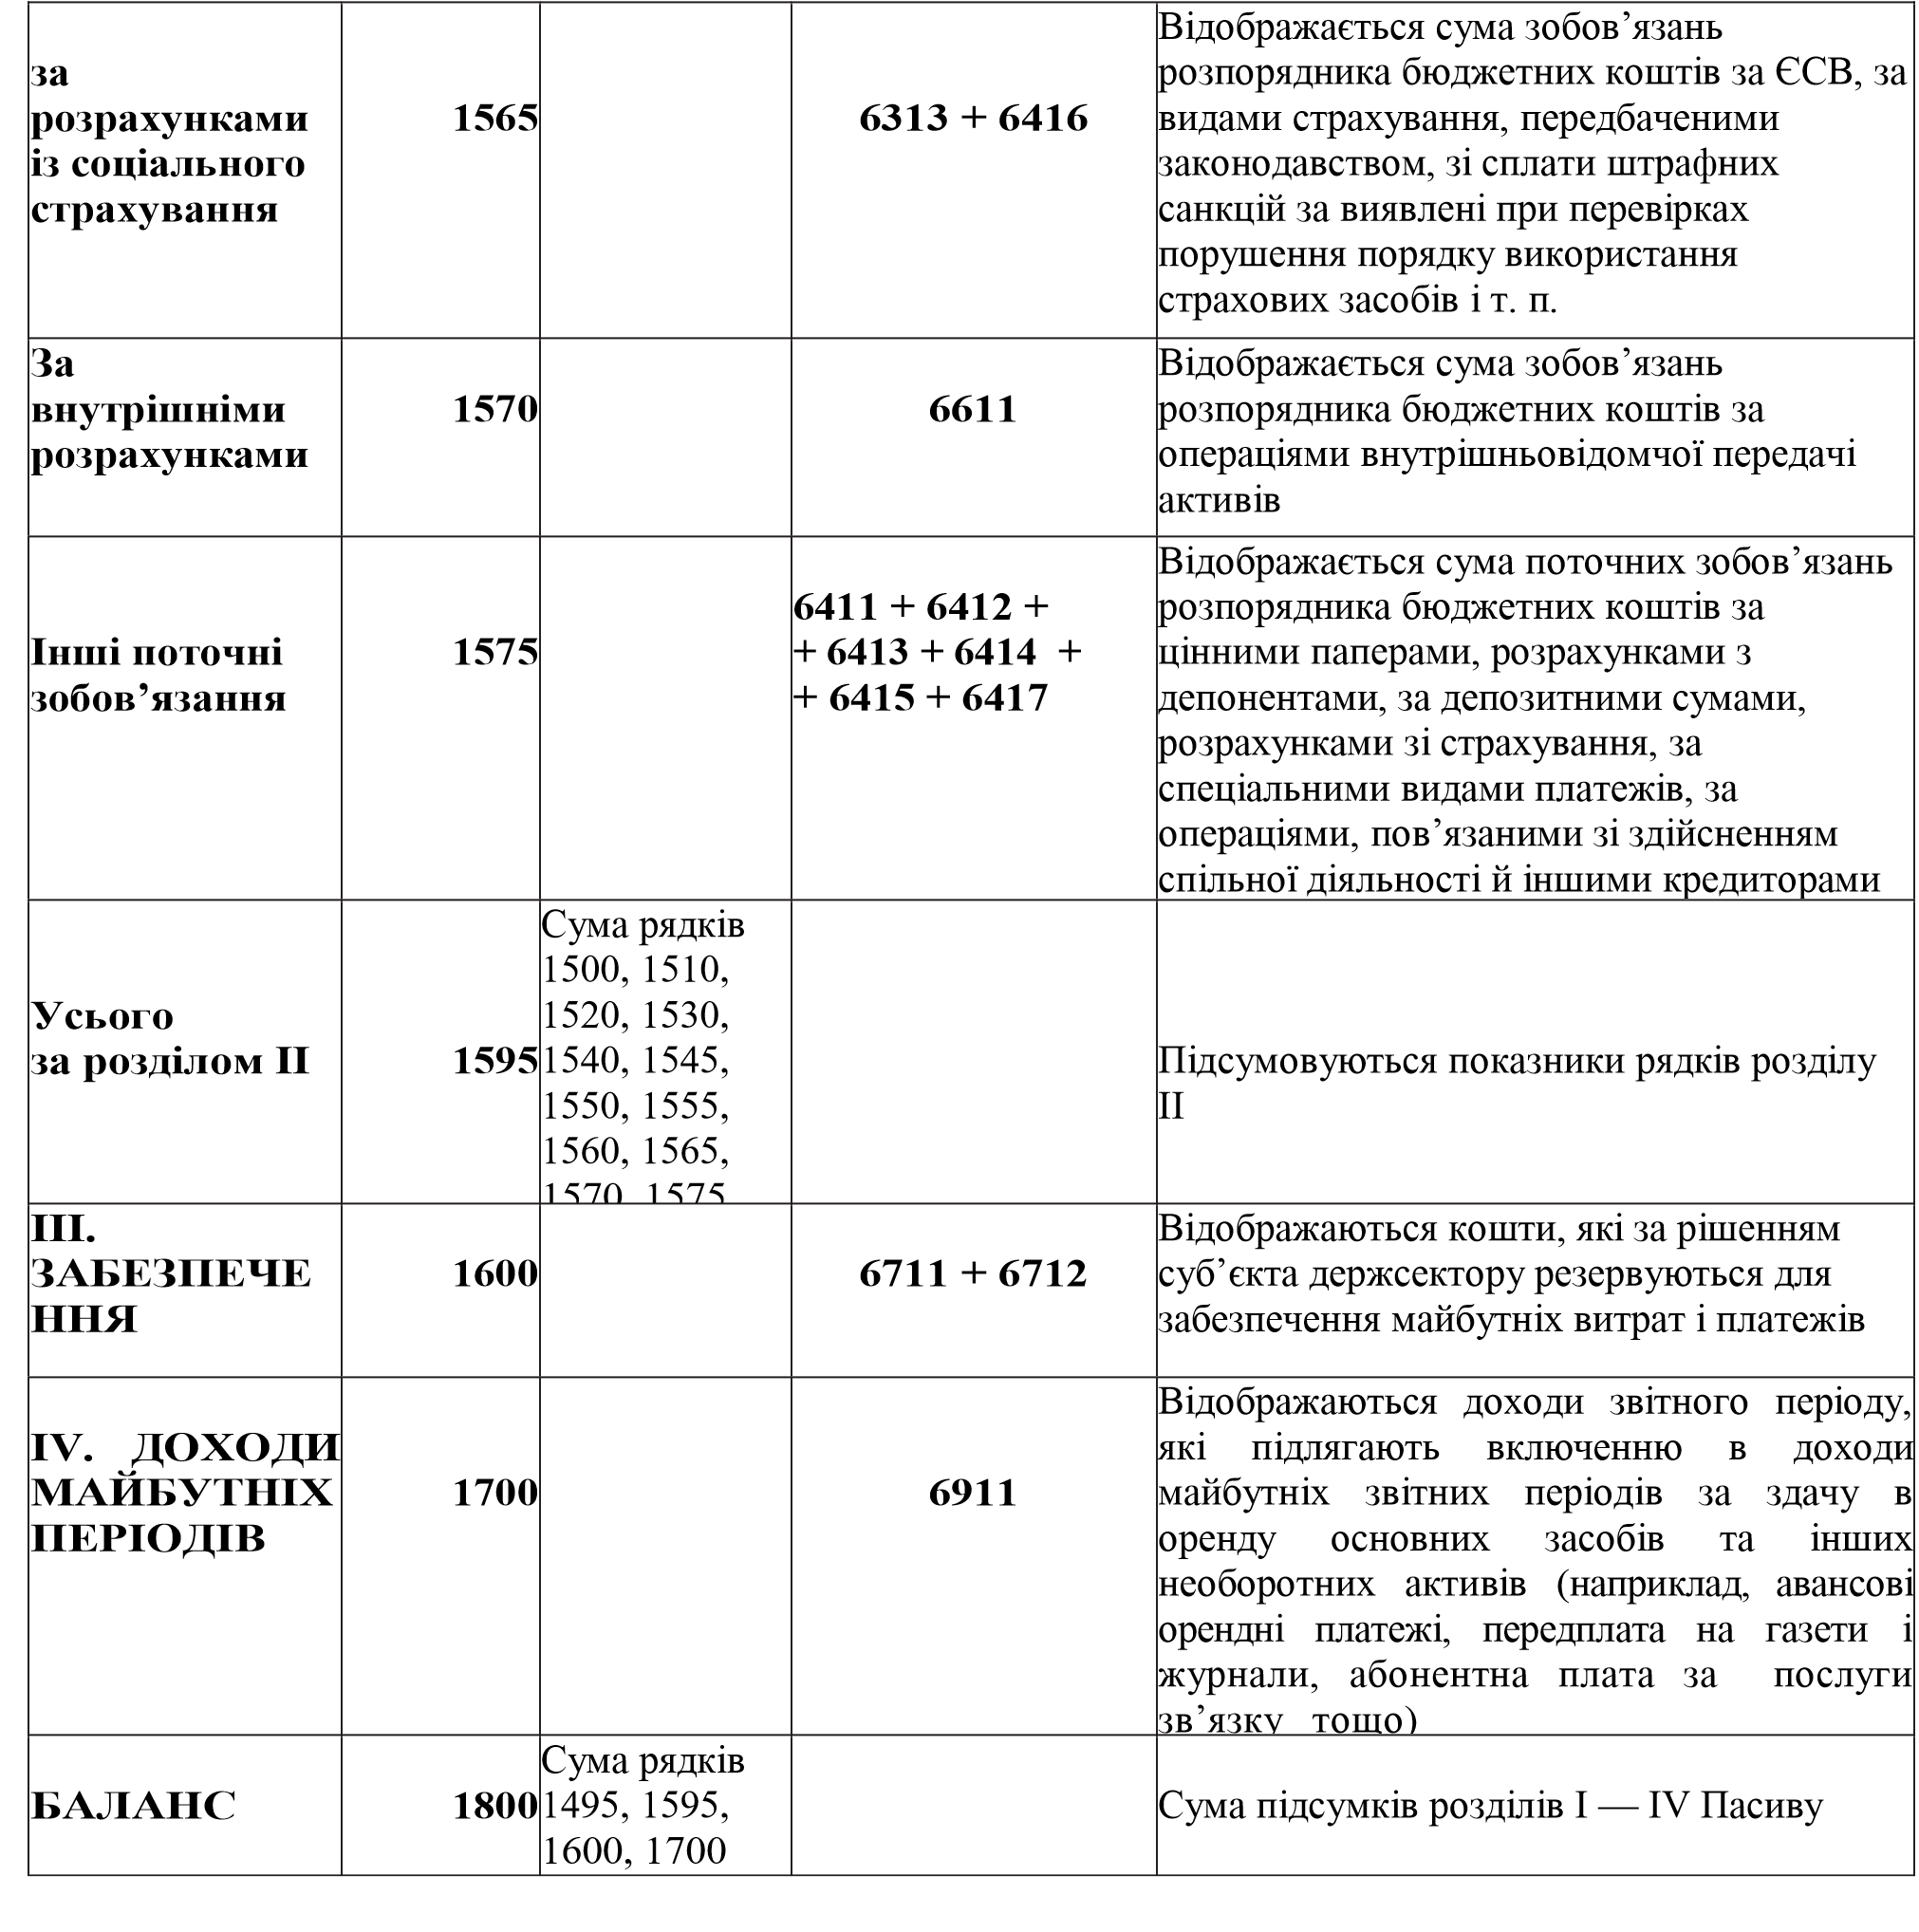 за
розрахунками
із соціального
страхування
1565
6313 + 6416
Відображається сума зобов’язань
розпорядника бюджетних коштів за ЄСВ, за
видами страхування, передбаченими
законодавством, зі сплати штрафних
санкцій за виявлені при перевірках
порушення порядку використання
страхових засобів і т. п.
За
внутрішніми
розрахунками
1570
6611
Відображається сума зобов’язань
розпорядника бюджетних коштів за
операціями внутрішньовідомчої передачі
активів
Інші поточні
зобов’язання
1575
6411 + 6412 +
+ 6413 + 6414 +
+ 6415 + 6417
Відображається сума поточних зобов’язань
розпорядника бюджетних коштів за
цінними паперами, розрахунками з
депонентами, за депозитними сумами,
розрахунками зі страхування, за
спеціальними видами платежів, за
операціями, пов’язаними зі здійсненням
спільної діяльності й іншими кредиторами
Усього
за розділом II
1595
Сума рядків
1500, 1510,
1520, 1530,
1540, 1545,
1550, 1555,
1560, 1565,
1570, 1575
Підсумовуються показники рядків розділу
II
III.
ЗАБЕЗПЕЧЕ
ННЯ
1600
6711 + 6712
Відображаються кошти, які за рішенням
суб’єкта держсектору резервуються для
забезпечення майбутніх витрат і платежів
IV. ДОХОДИ
МАЙБУТНІХ
ПЕРІОДІВ
1700
6911
Відображаються доходи звітного періоду,
які підлягають включенню в доходи
майбутніх звітних періодів за здачу в
оренду основних засобів та інших
необоротних активів (наприклад, авансові
орендні платежі, передплата на газети і
журнали, абонентна плата за послуги
зв’язку тощо)
БАЛАНС
1800
Сума рядків
1495, 1595,
1600, 1700
Сума підсумків розділів I — IV Пасиву